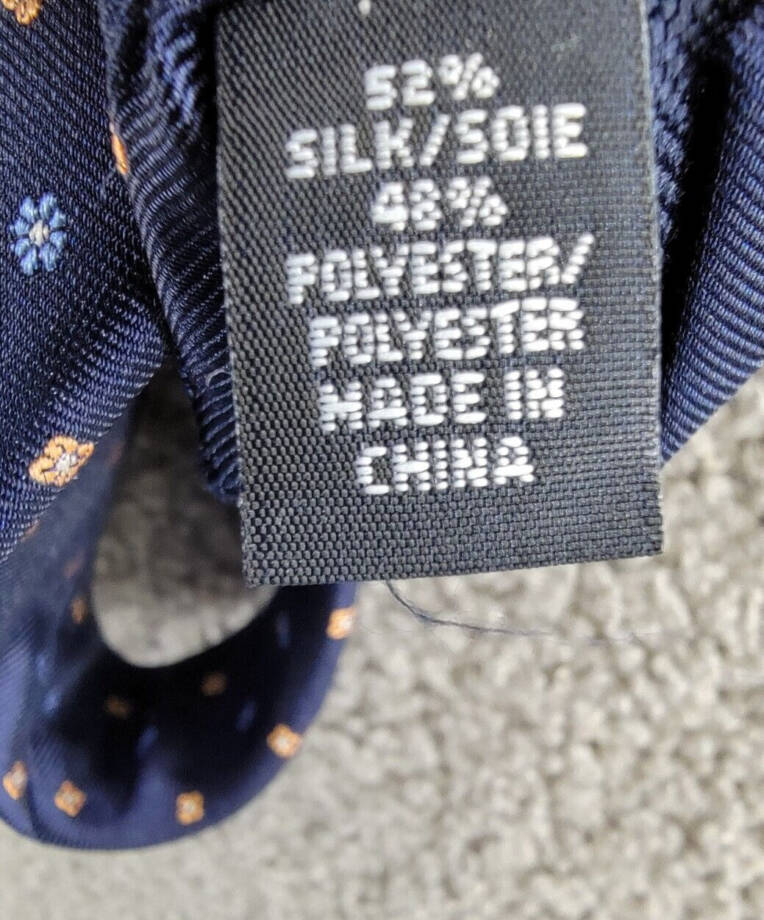 52%
SILK/SOIE
48%
POLYESTER/
POLYESTER
MADE IN
CHINA